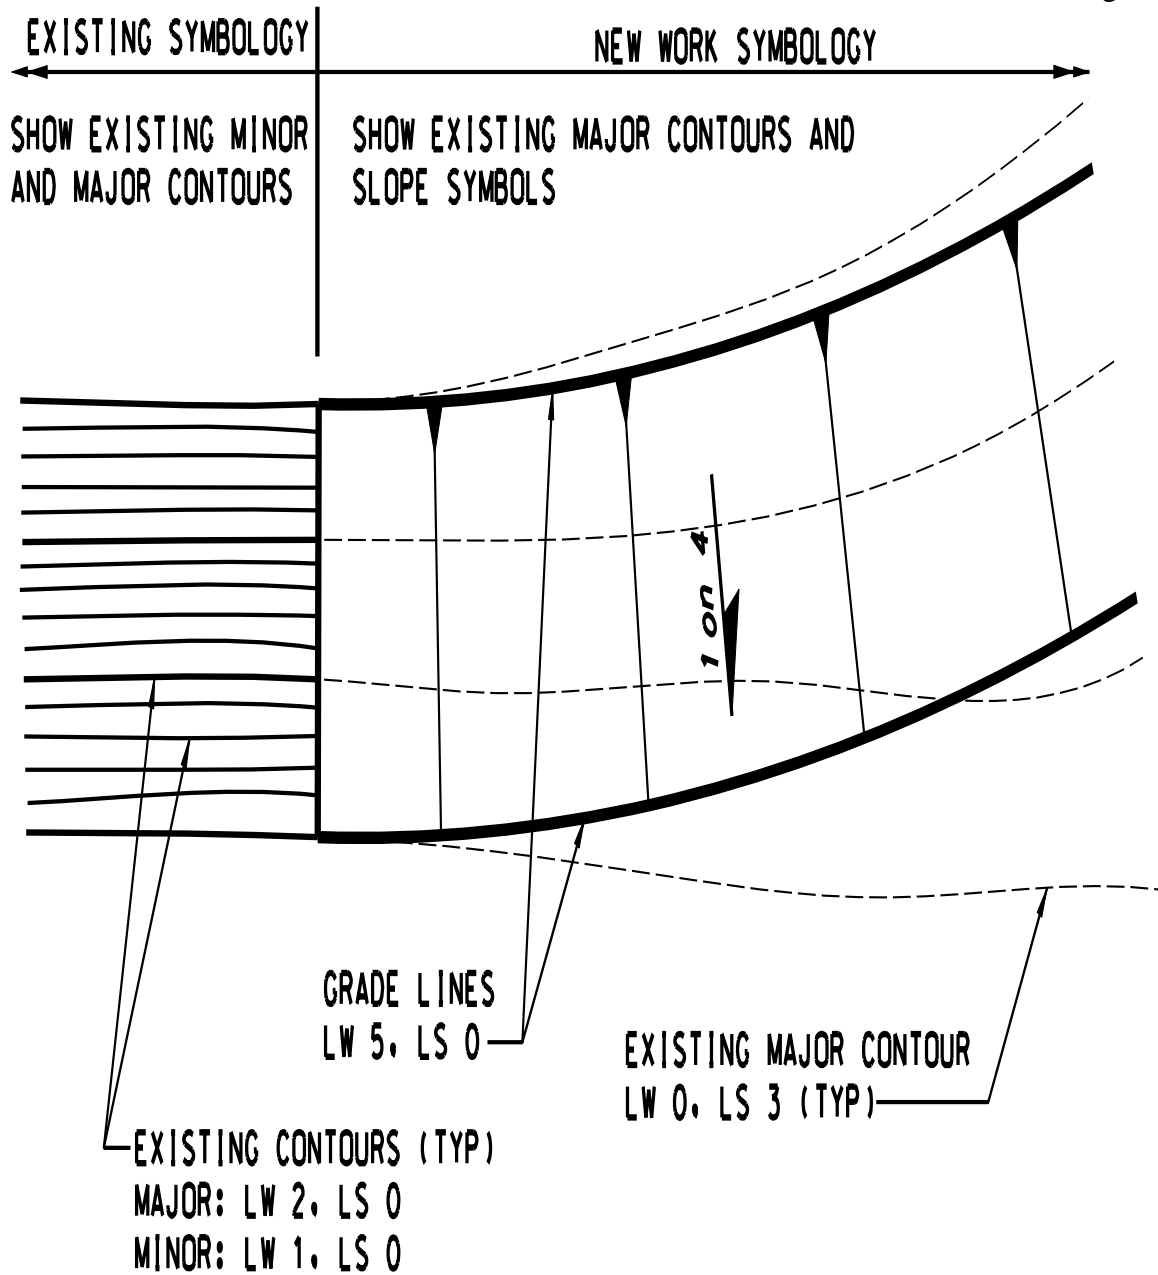 EXISTING SYMBOLOGY
NEW WORK SYMBOLOGY
SHOW EXISTING MINOR
AND MAJOR CONTOURS
SHOW EXISTING MAJOR CONTOURS AND
SLOPE SYMBOLS
1 on 4
GRADE LINES
LW 5, LS 0
EXISTING MAJOR CONTOUR
LW 0, LS 3 (TYP)
EXISTING CONTOURS (TYP)
MAJOR: LW 2, LS 0
MINOR: LW 1, LS 0